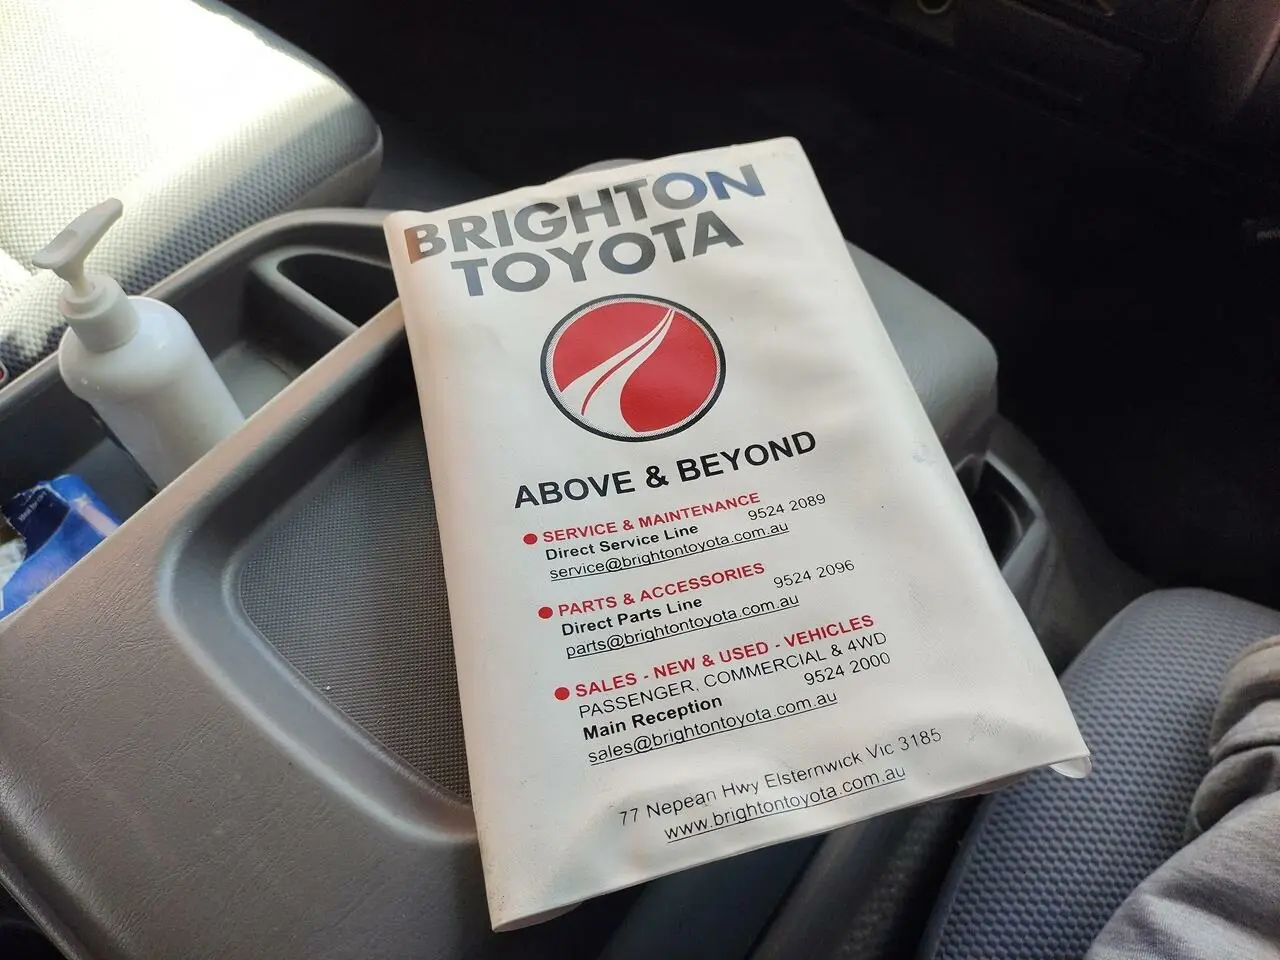 BRIGHTON
TOYOTA
ABOVE & BEYOND
SERVICE & MAINTENANCE
Direct Service Line 9524 2089
service@brightontoyota.com.au
PARTS & ACCESSORIES
Direct Parts Line 9524 2096
parts@brightontoyota.com.au
SALES - NEW & USED - VEHICLES
PASSENGER, COMMERCIAL & 4WD
Main Reception 9524 2000
sales@brightontoyota.com.au
77 Nepean Hwy Elsternwick Vic 3185
www.brightontoyota.com.au